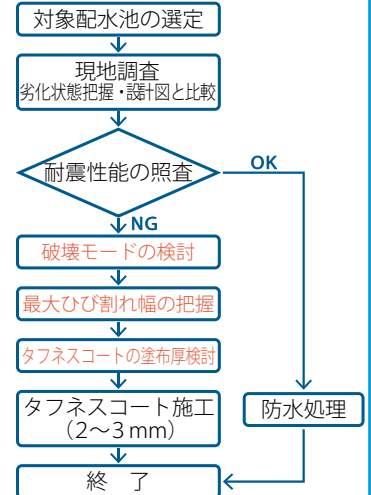 対象配水池の選定
現地調査
劣化状態把握・設計図と比較
耐震性能の照査
OK
NG
破壊モードの検討
最大ひび割れ幅の把握
タフネスコートの塗布厚検討
タフネスコート施工
（2〜3mm）
防水処理
終　了